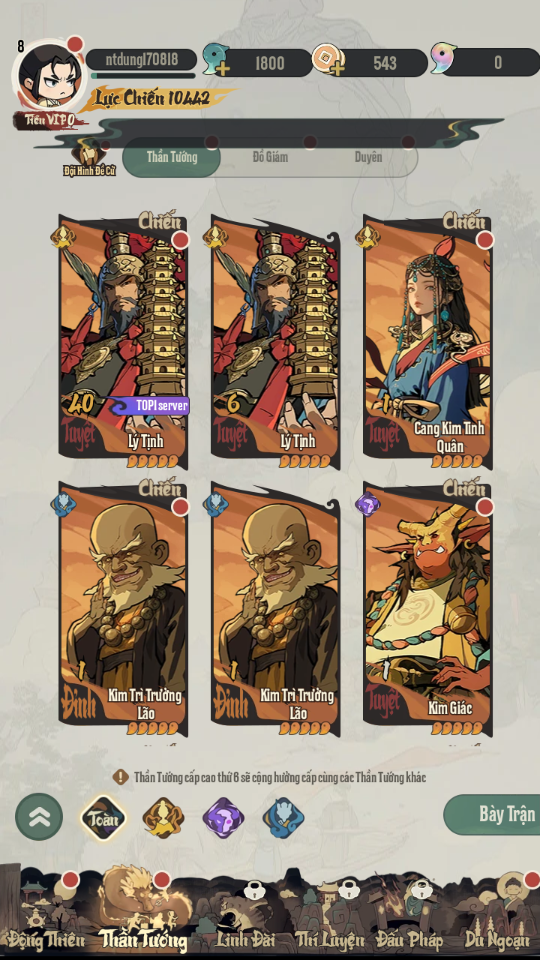 8
ntdung170818
1800
543
0
Tiên VIP 0
Lực Chiến 10442
Đội Hình Đề Cử
Thần Tướng
Đồ Giám
Duyên
Chiến
Chiến
40
TOP1 server
Tuyệt
Lý Tịnh
6
Tuyệt
Lý Tịnh
1
Tuyệt
Cang Kim Tinh
Quân
Chiến
Chiến
1
Đỉnh
Kim Trì Trưởng
Lão
1
Đỉnh
Kim Trì Trưởng
Lão
1
Tuyệt
Kim Giác
Thần Tướng cấp cao thứ 6 sẽ cộng hưởng cấp cùng các Thần Tướng khác
Toàn
Bày Trận
Động Thiên
Thần Tướng
Linh Đài
Thí Luyện
Đấu Pháp
Du Ngoạn